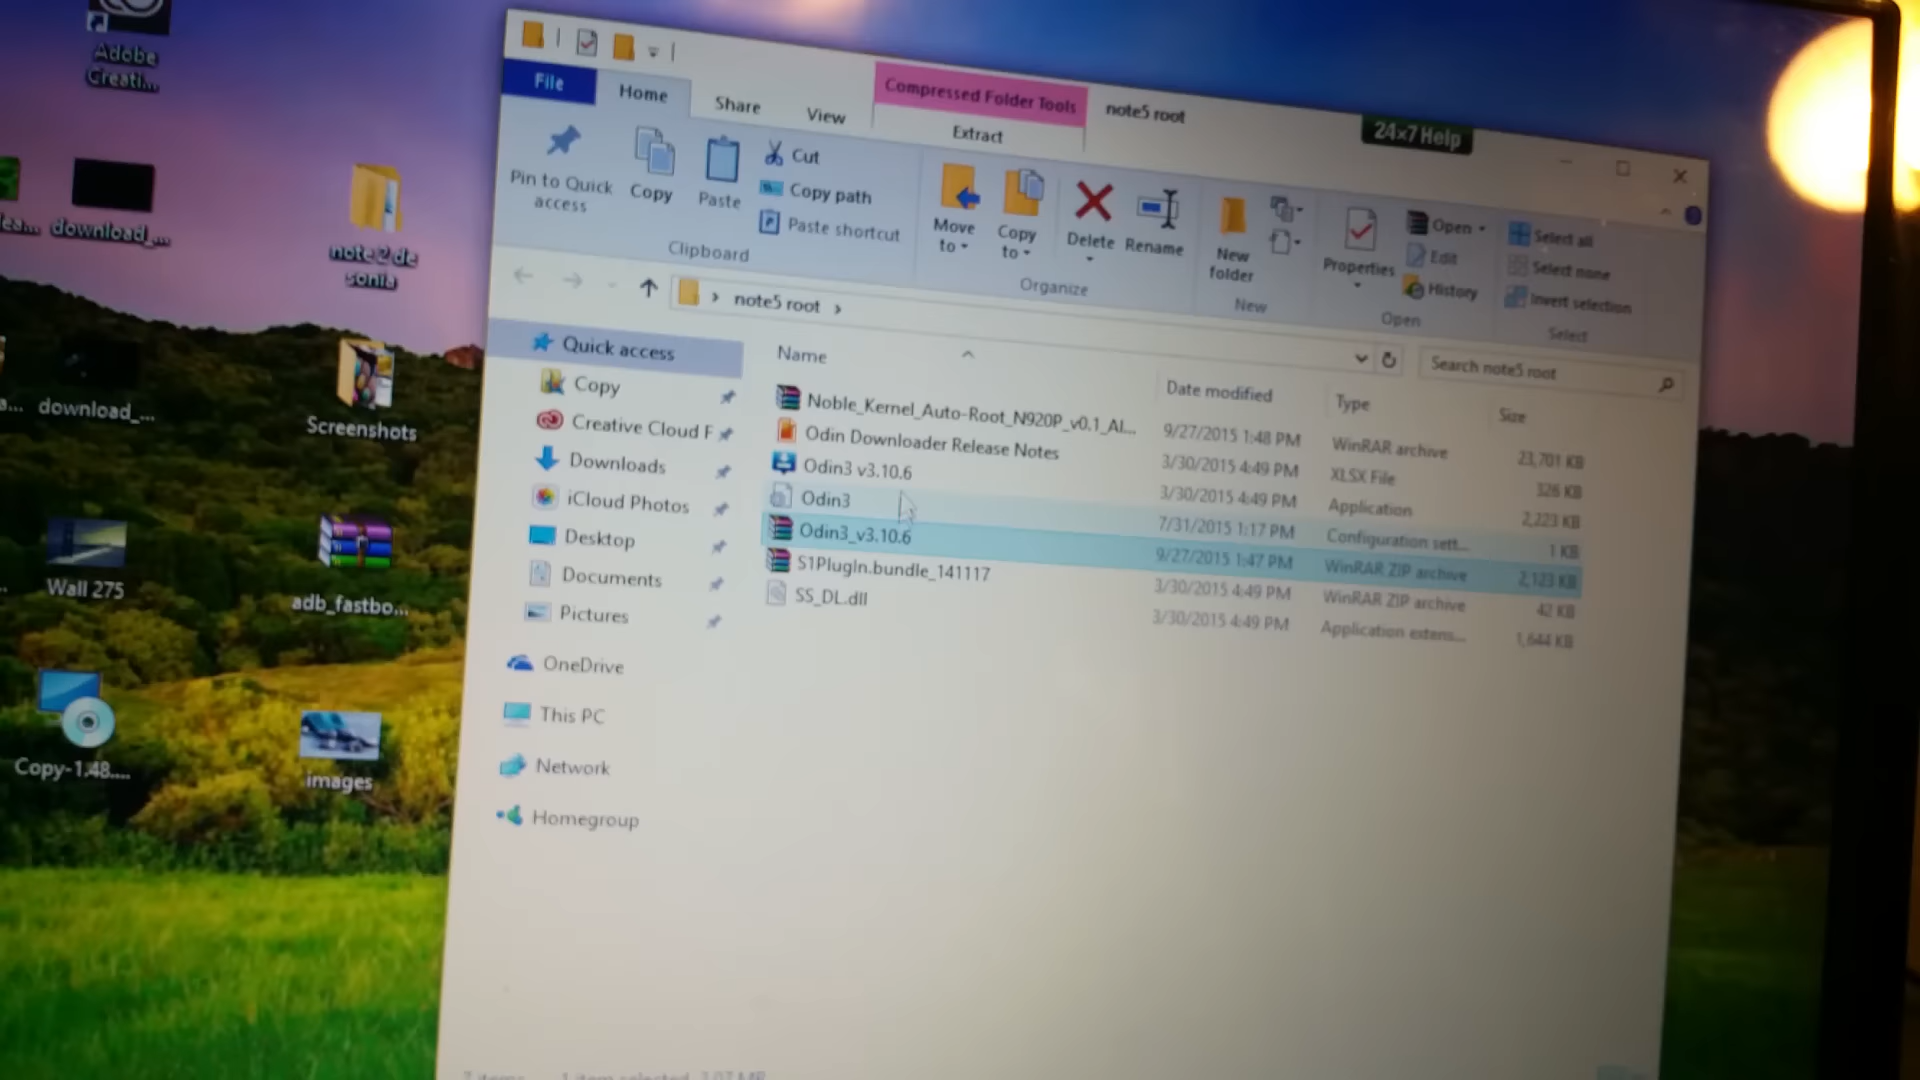 Adobe
Creati...
download_...
note 2 de
sonia
download_...
Screenshots
Wall 275
adb_fastbo...
Copy-1.48....
images
Compressed Folder Tools
note5 root
24×7 Help
File
Home
Share
View
Extract
Pin to Quick
access
Copy
Paste
Cut
Copy path
Paste shortcut
Clipboard
Move
to
Copy
to
Delete
Rename
Organize
New
folder
New
Properties
Open
Edit
History
Open
Select all
Select none
Invert selection
Select
note5 root
Search note5 root
Quick access
Copy
Creative Cloud F
Downloads
iCloud Photos
Desktop
Documents
Pictures
OneDrive
This PC
Network
Homegroup
Name
Date modified
Type
Size
Noble_Kernel_Auto-Root_N920P_v0.1_Al...
9/27/2015 1:48 PM
WinRAR archive
23,701 KB
Odin Downloader Release Notes
3/30/2015 4:49 PM
XLSX File
326 KB
Odin3 v3.10.6
3/30/2015 4:49 PM
Application
2,223 KB
Odin3
7/31/2015 1:17 PM
Configuration sett...
1 KB
Odin3_v3.10.6
9/27/2015 1:47 PM
WinRAR ZIP archive
2,123 KB
S1PlugIn.bundle_141117
3/30/2015 4:49 PM
WinRAR ZIP archive
42 KB
SS_DL.dll
3/30/2015 4:49 PM
Application extens...
1,644 KB